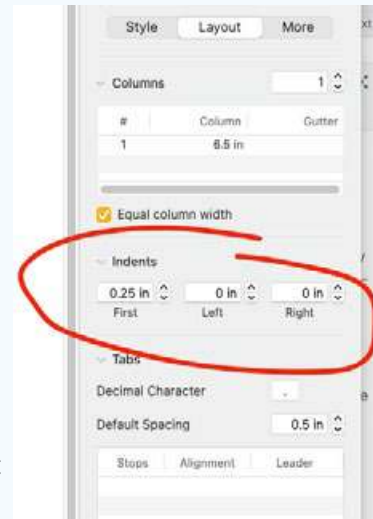 Style Layout More
Columns 1
# Column Gutter
1 6.5 in
Equal column width
Indents
0.25 in 0 in 0 in
First Left Right
Tabs
Decimal Character .
Default Spacing 0.5 in
Stops Alignment Leader